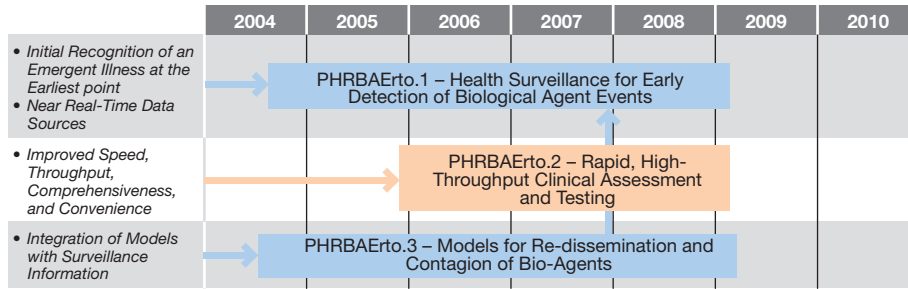 2004 2005 2006 2007 2008 2009 2010
• Initial Recognition of an
Emergent Illness at the
Earliest point
• Near Real-Time Data
Sources
PHRBAErto.1 – Health Surveillance for Early
Detection of Biological Agent Events
• Improved Speed,
Throughput,
Comprehensiveness,
and Convenience
PHRBAErto.2 – Rapid, High-
Throughput Clinical Assessment
and Testing
• Integration of Models
with Surveillance
Information
PHRBAErto.3 – Models for Re-dissemination and
Contagion of Bio-Agents